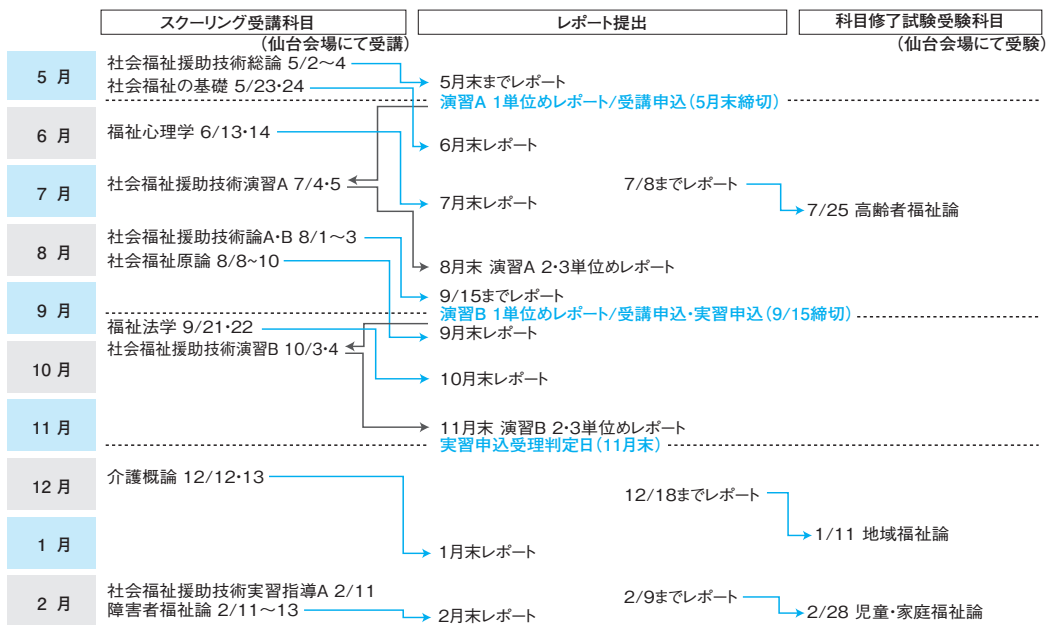 スクーリング受講科目
レポート提出
科目修了試験受験科目
(仙台会場にて受講)
(仙台会場にて受験)
5 月
社会福祉援助技術総論 5/2〜4
5月末までレポート
社会福祉の基礎 5/23・24
演習A 1単位めレポート/受講申込(5月末締切)
6 月
福祉心理学 6/13・14
6月末レポート
7 月
社会福祉援助技術演習A 7/4・5
7月末レポート
7/8までレポート
7/25 高齢者福祉論
8 月
社会福祉援助技術論A・B 8/1〜3
社会福祉原論 8/8~10
8月末 演習A 2・3単位めレポート
9 月
9/15までレポート
演習B 1単位めレポート/受講申込・実習申込(9/15締切)
福祉法学 9/21・22
9月末レポート
社会福祉援助技術演習B 10/3・4
10 月
10月末レポート
11 月
11月末 演習B 2・3単位めレポート
実習申込受理判定日(11月末)
12 月
介護概論 12/12・13
12/18までレポート
1 月
1月末レポート
1/11 地域福祉論
2 月
社会福祉援助技術実習指導A 2/11
障害者福祉論 2/11〜13
2月末レポート
2/9までレポート
2/28 児童・家庭福祉論